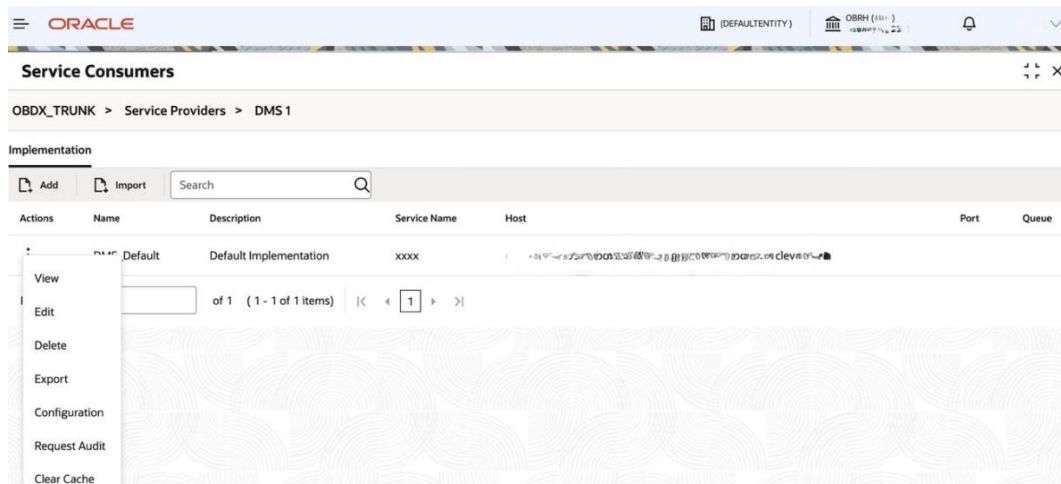 ORACLE
(DEFAULTENTITY)
OBRH
Service Consumers
OBDX_TRUNK > Service Providers > DMS 1
Implementation
Add Import Search
Actions Name Description Service Name Host Port Queue
DMS_Default Default Implementation xxxx
View
of 1 (1 - 1 of 1 items) 1
Edit
Delete
Export
Configuration
Request Audit
Clear Cache